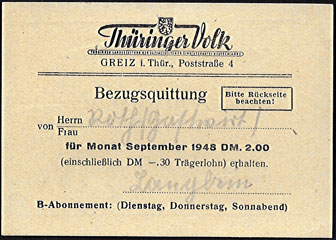 Thüringer Volk
GREIZ i. Thür., Poststraße 4
Bezugsquittung
Bitte Rückseite
beachten!
von Herrn
Frau
für Monat September 1948 DM. 2.00
(einschließlich DM —.30 Trägerlohn) erhalten.
B-Abonnement: (Dienstag, Donnerstag, Sonnabend)